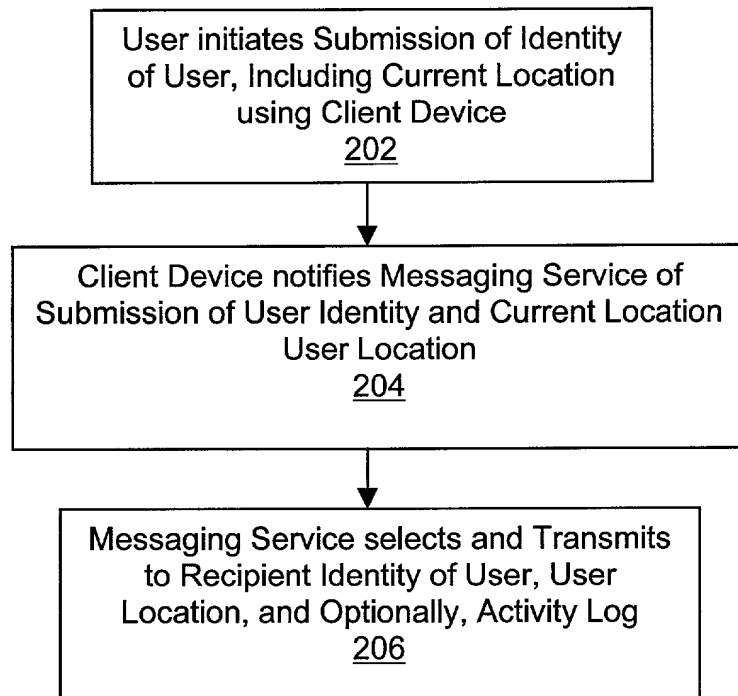 User initiates Submission of Identity
of User, Including Current Location
using Client Device
202
Client Device notifies Messaging Service of
Submission of User Identity and Current Location
User Location
204
Messaging Service selects and Transmits
to Recipient Identity of User, User
Location, and Optionally, Activity Log
206